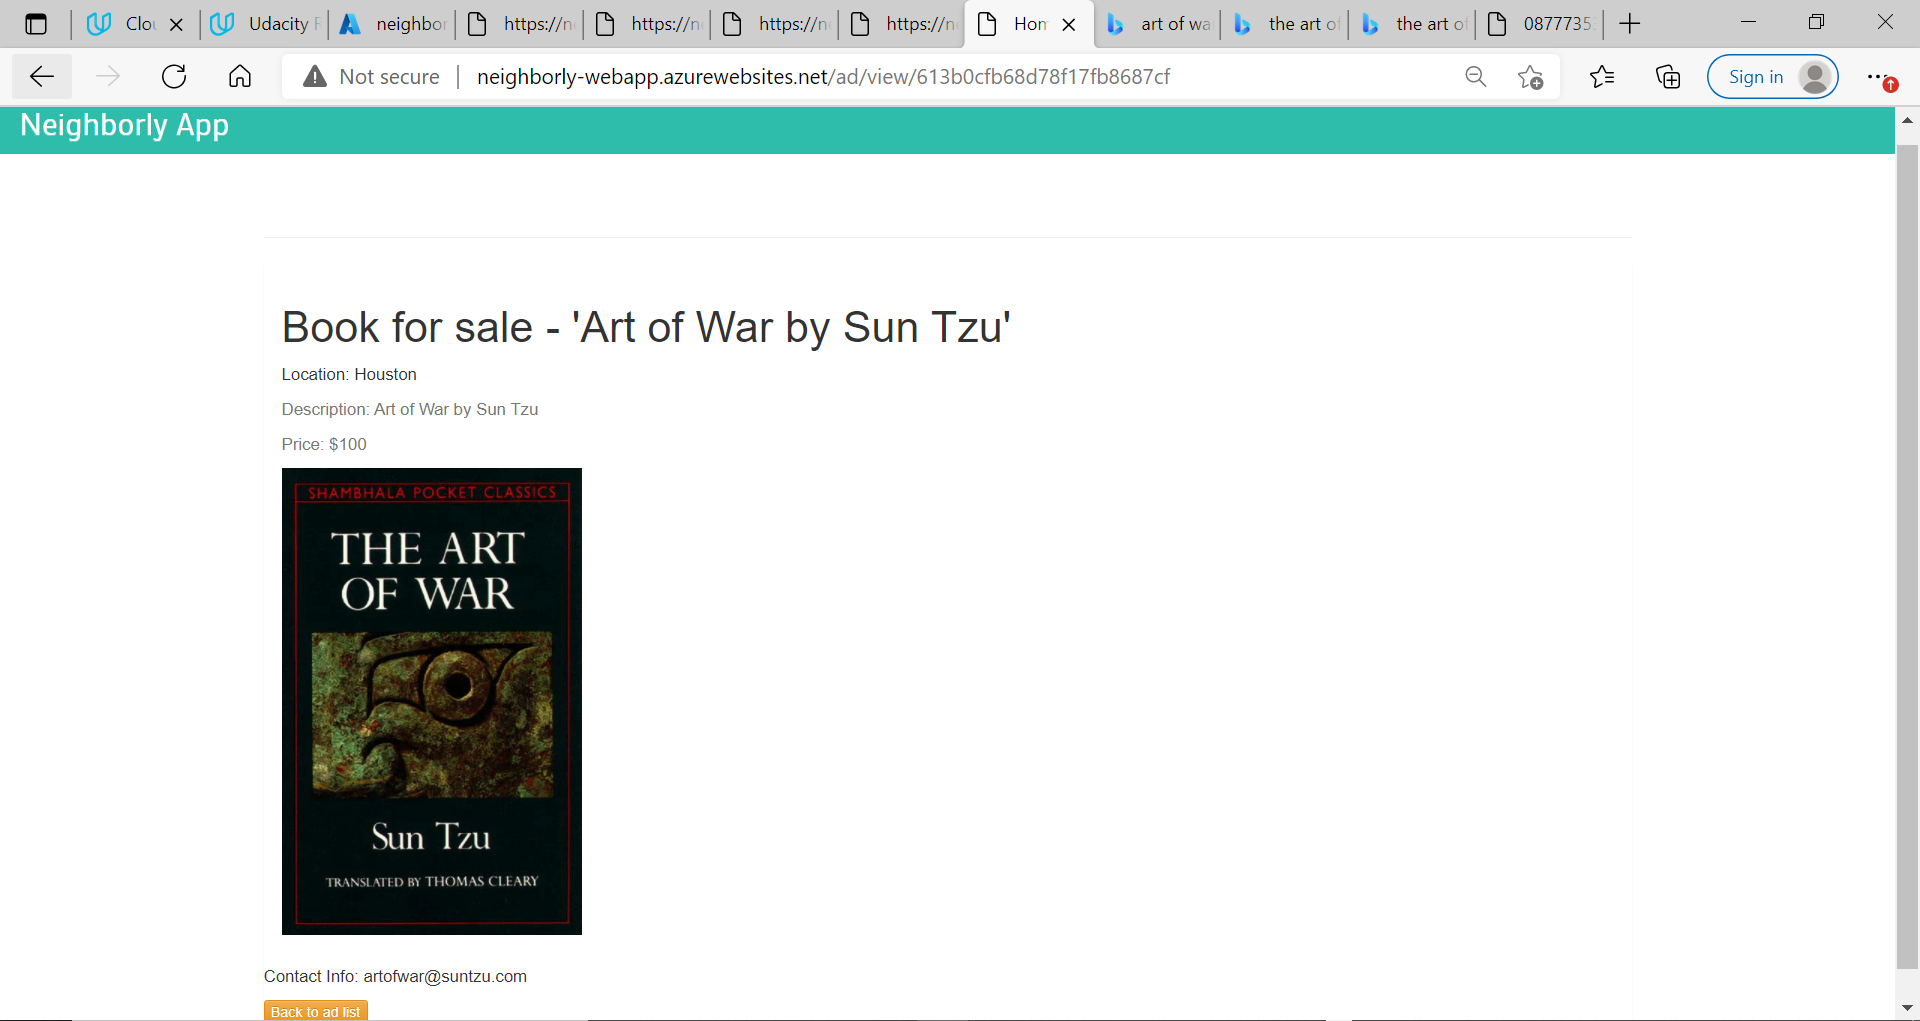 Clou
Udacity
neighbor
https://n
https://n
https://n
https://n
Hom
art of wa
the art of
the art of
0877735
Not secure
neighborly-webapp.azurewebsites.net/ad/view/613b0cfb68d78f17fb8687cf
Sign in
Neighborly App
Book for sale - 'Art of War by Sun Tzu'
Location: Houston
Description: Art of War by Sun Tzu
Price: $100
SHAMBHALA POCKET CLASSICS
THE ART
OF WAR
Sun Tzu
TRANSLATED BY THOMAS CLEARY
Contact Info: artofwar@suntzu.com
Back to ad list